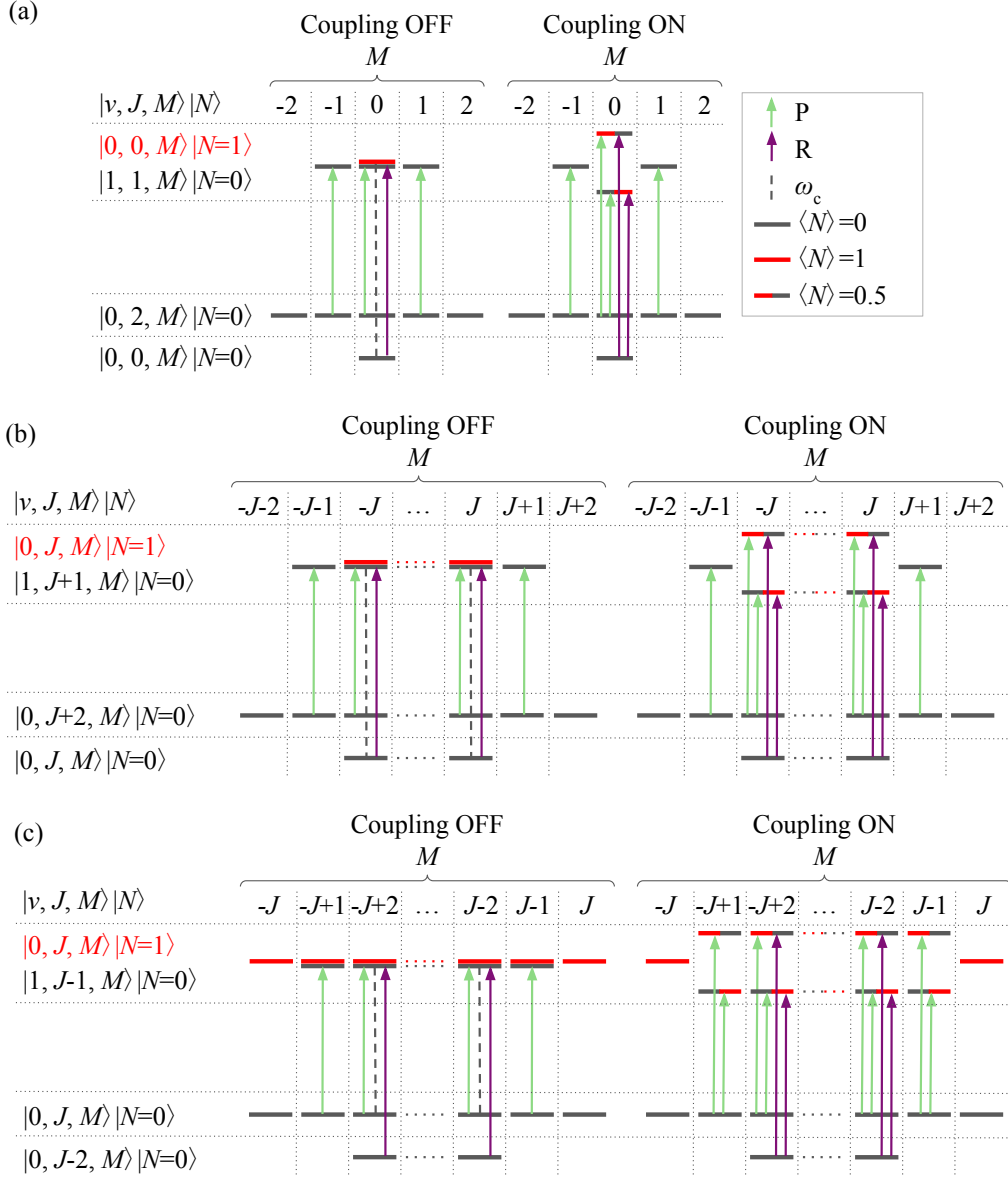 (a)
Coupling OFF Coupling ON
M M
|v, J, M⟩|N⟩ -2 -1 0 1 2 -2 -1 0 1 2
|0, 0, M⟩|N=1⟩
|1, 1, M⟩|N=0⟩
|0, 2, M⟩|N=0⟩
|0, 0, M⟩|N=0⟩
P
R
ω_c
⟨N⟩=0
⟨N⟩=1
⟨N⟩=0.5
(b)
Coupling OFF Coupling ON
M M
|v, J, M⟩|N⟩ -J-2 -J-1 -J ... J J+1 J+2 -J-2 -J-1 -J ... J J+1 J+2
|0, J, M⟩|N=1⟩
|1, J+1, M⟩|N=0⟩
|0, J+2, M⟩|N=0⟩
|0, J, M⟩|N=0⟩
(c)
Coupling OFF Coupling ON
M M
|v, J, M⟩|N⟩ -J -J+1 -J+2 ... J-2 J-1 J -J -J+1 -J+2 ... J-2 J-1 J
|0, J, M⟩|N=1⟩
|1, J-1, M⟩|N=0⟩
|0, J, M⟩|N=0⟩
|0, J-2, M⟩|N=0⟩